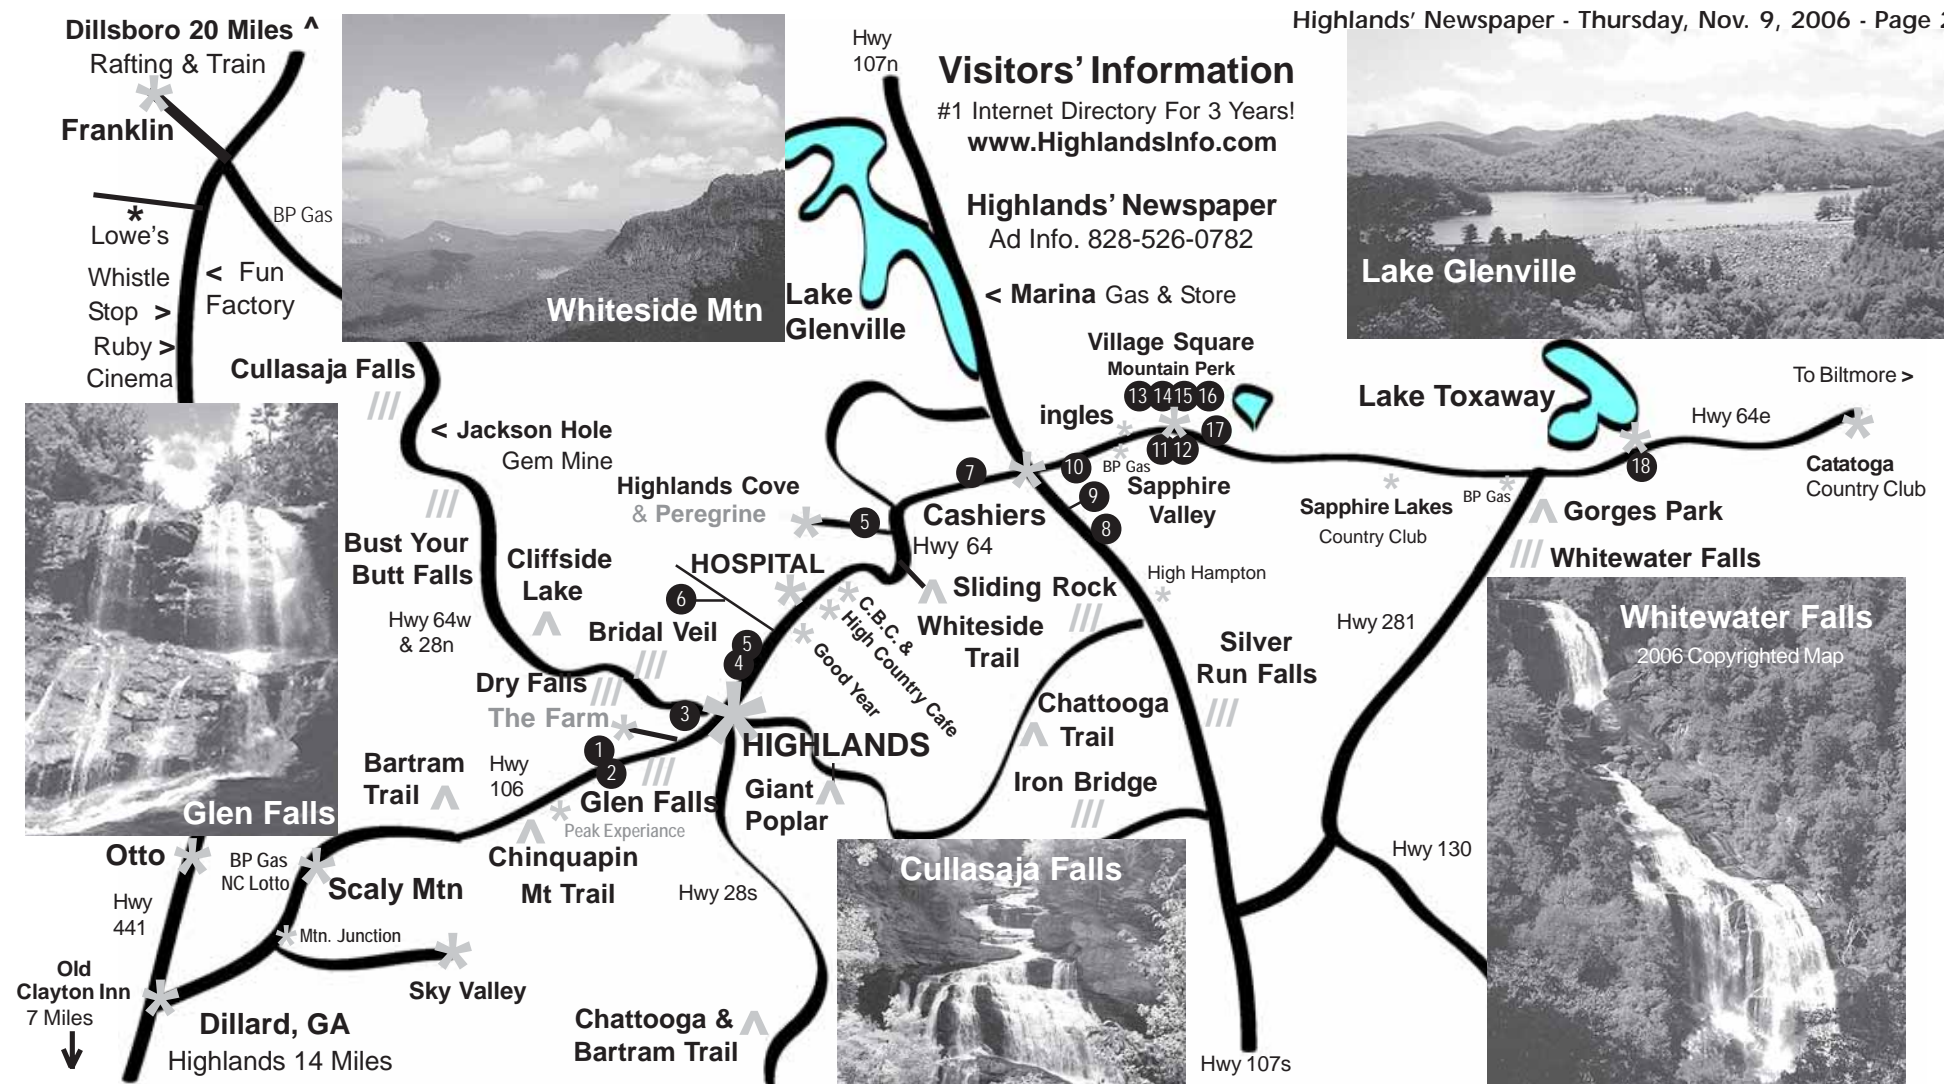 Highlands' Newspaper - Thursday, Nov. 9, 2006 - Page 2
Dillsboro 20 Miles ^
Rafting & Train
Franklin
BP Gas
Lowe's
Whistle
Stop >
< Fun
Factory
Ruby >
Cinema
Whiteside Mtn
Hwy
107n
Visitors' Information
#1 Internet Directory For 3 Years!
www.HighlandsInfo.com
Highlands' Newspaper
Ad Info. 828-526-0782
Lake
Glenville
< Marina Gas & Store
Lake Glenville
Village Square
Mountain Perk
13 14 15 16
ingles
17
11 12
BP Gas
Sapphire
Valley
Lake Toxaway
To Biltmore >
Hwy 64e
18
Catatoga
Country Club
Sapphire Lakes
Country Club
BP Gas
Gorges Park
Whitewater Falls
Cullasaja Falls
< Jackson Hole
Gem Mine
Highlands Cove
& Peregrine
5
7
10
9
8
Cashiers
Hwy 64
Bust Your
Butt Falls
Cliffside
Lake
HOSPITAL
6
Sliding Rock
High Hampton
Hwy 64w
& 28n
Bridal Veil
5
4
C.B.C. &
High Country Cafe
Good Year
Whiteside
Trail
Silver
Run Falls
Hwy 281
Whitewater Falls
2006 Copyrighted Map
Dry Falls
The Farm
3
HIGHLANDS
1
2
Chattooga
Trail
Iron Bridge
Bartram
Trail
Hwy
106
Glen Falls
Peak Experiance
Giant
Poplar
Chinquapin
Mt Trail
Glen Falls
Otto
BP Gas
NC Lotto
Scaly Mtn
Hwy 28s
Cullasaja Falls
Hwy 130
Hwy
441
Mtn. Junction
Old
Clayton Inn
7 Miles
Sky Valley
Dillard, GA
Highlands 14 Miles
Chattooga &
Bartram Trail
Hwy 107s